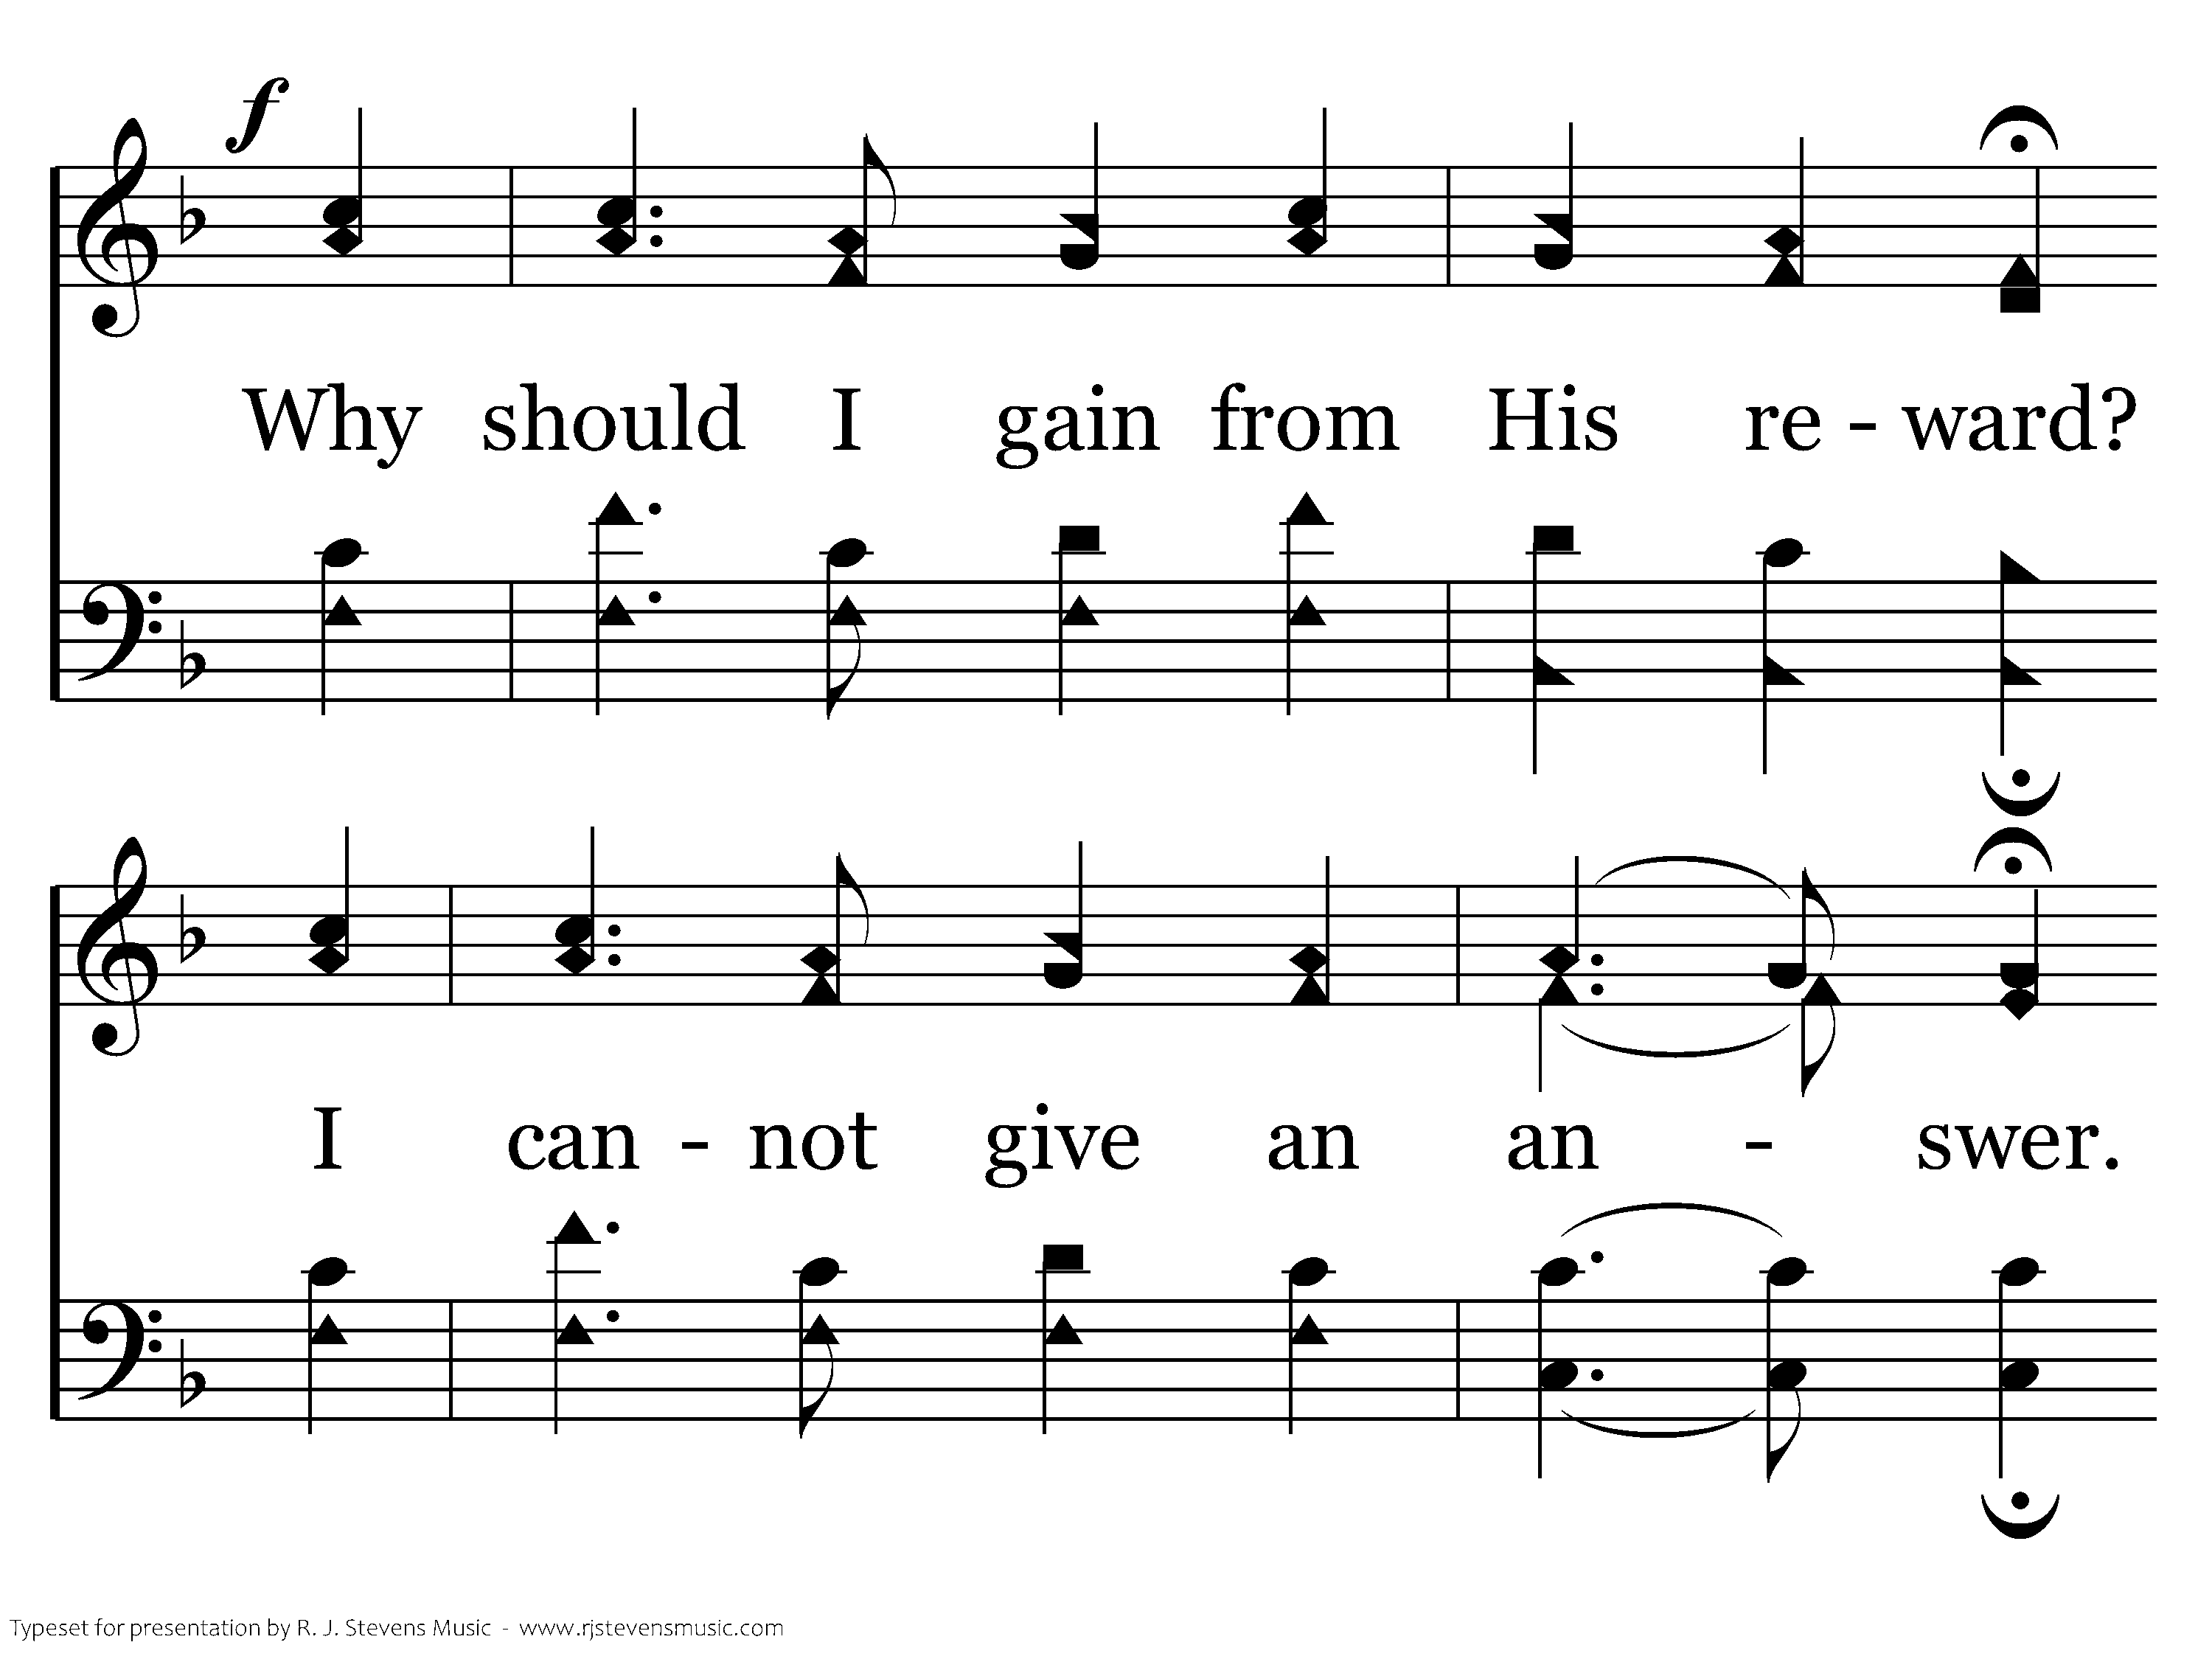 f
Why should I gain from His re - ward?
I can - not give an an - swer.
Typeset for presentation by R. J. Stevens Music - www.rjstevensmusic.com